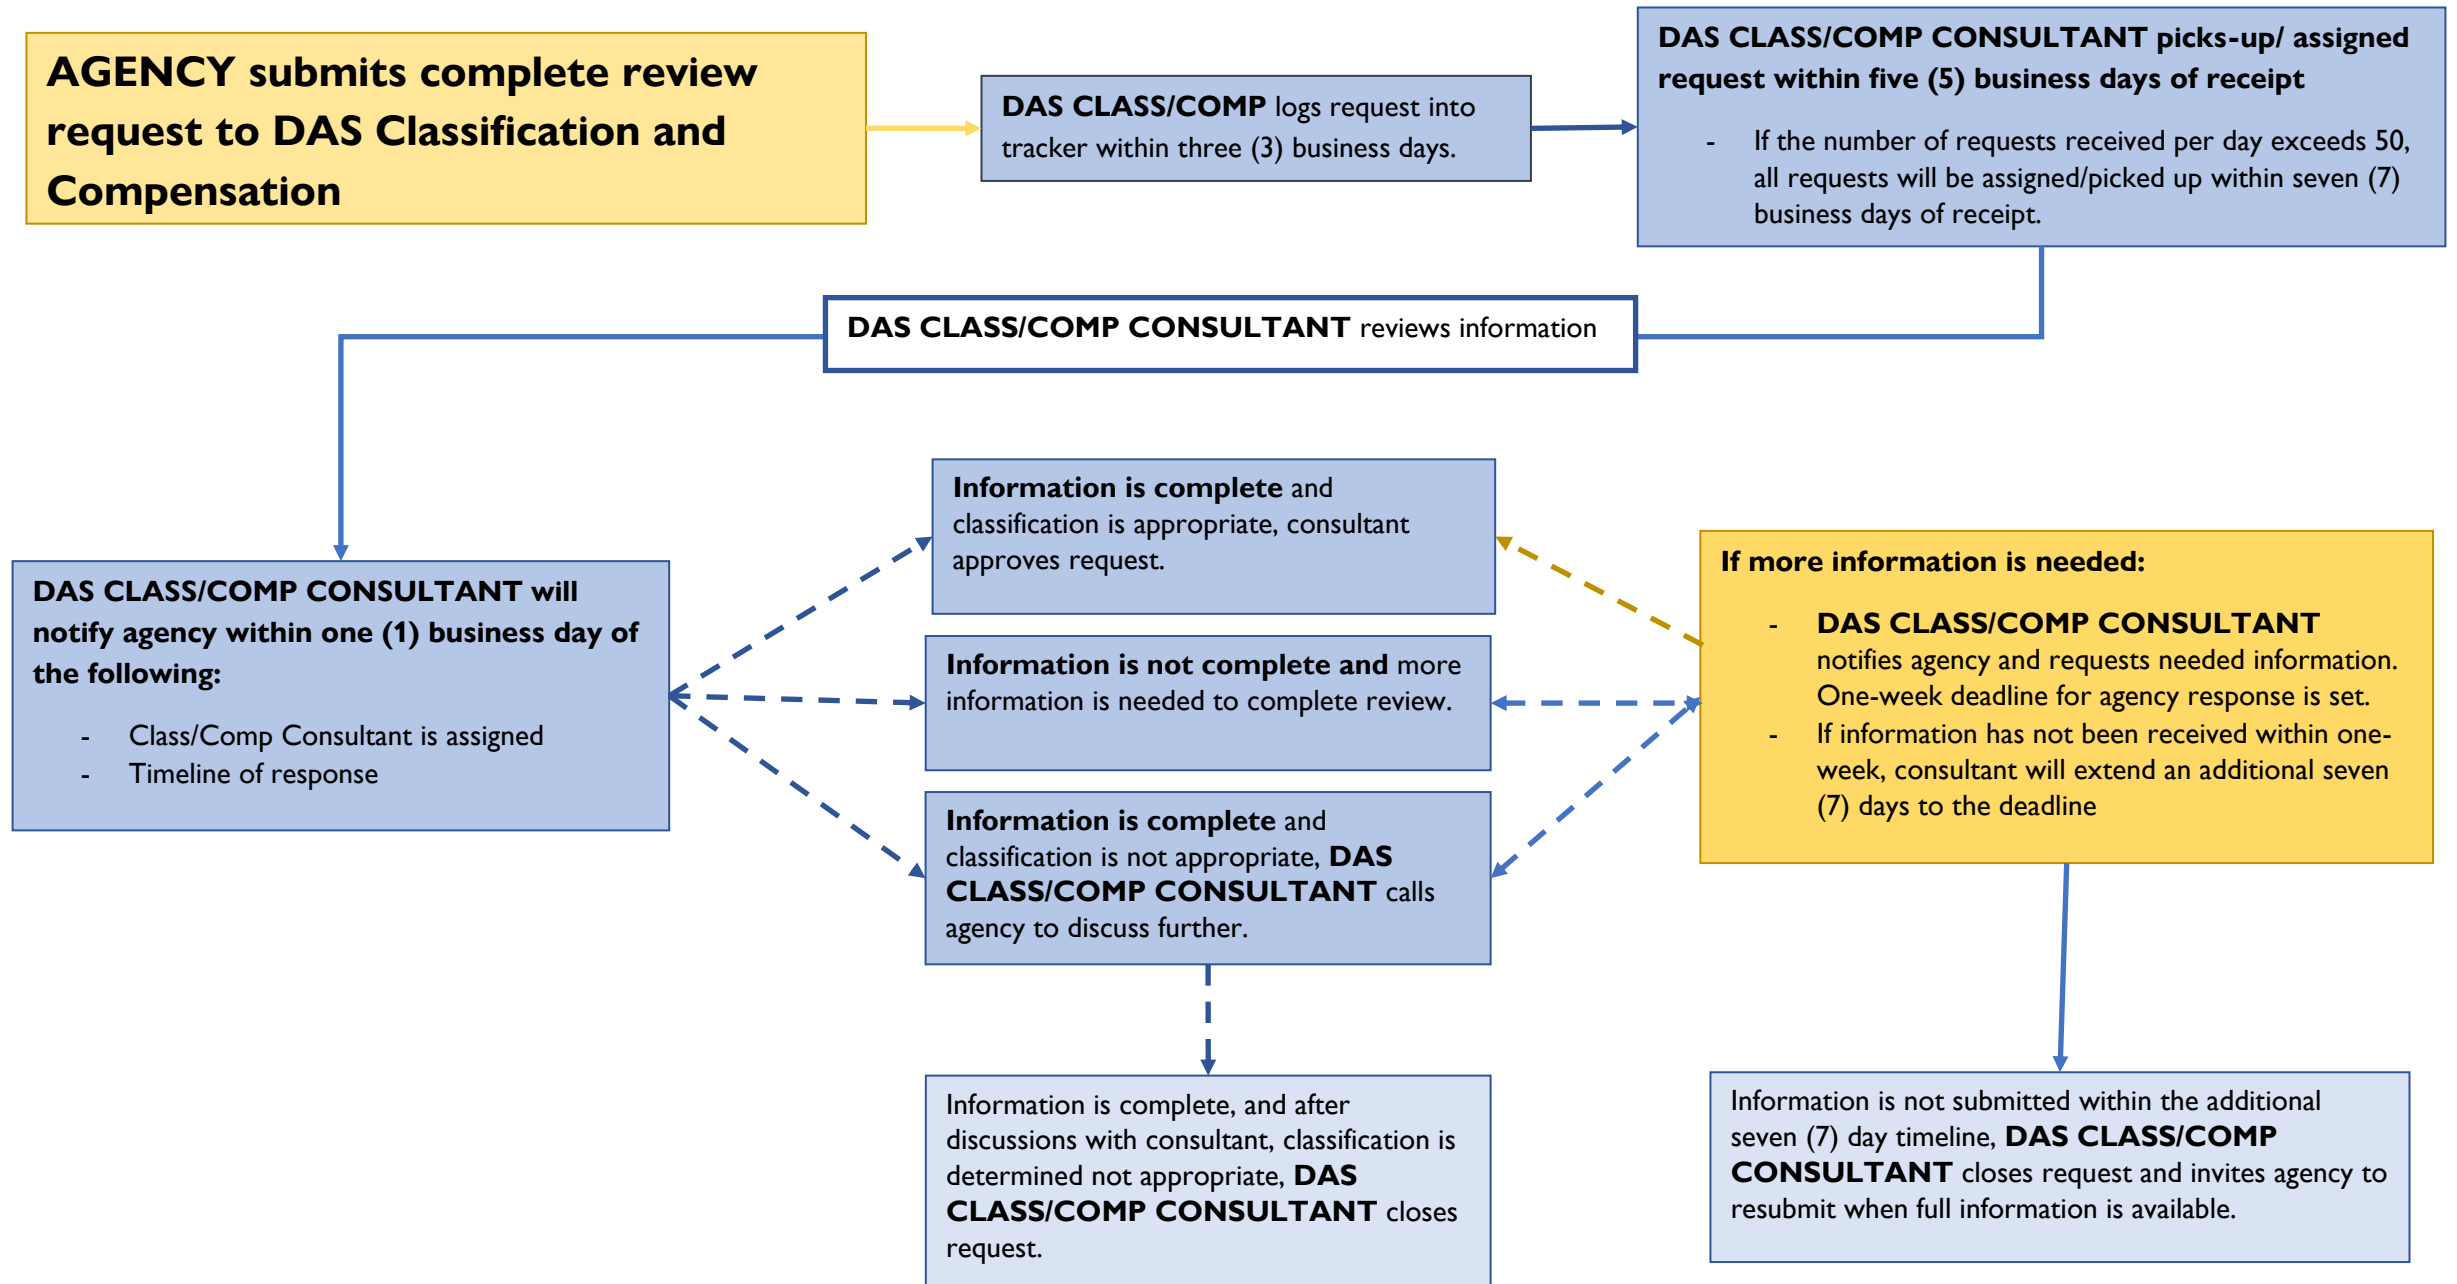 AGENCY submits complete review
request to DAS Classification and
Compensation
DAS CLASS/COMP logs request into
tracker within three (3) business days.
DAS CLASS/COMP CONSULTANT picks-up/ assigned
request within five (5) business days of receipt
- If the number of requests received per day exceeds 50,
all requests will be assigned/picked up within seven (7)
business days of receipt.
DAS CLASS/COMP CONSULTANT reviews information
DAS CLASS/COMP CONSULTANT will
notify agency within one (1) business day of
the following:
- Class/Comp Consultant is assigned
- Timeline of response
Information is complete and
classification is appropriate, consultant
approves request.
Information is not complete and more
information is needed to complete review.
Information is complete and
classification is not appropriate, DAS
CLASS/COMP CONSULTANT calls
agency to discuss further.
If more information is needed:
- DAS CLASS/COMP CONSULTANT
notifies agency and requests needed information.
One-week deadline for agency response is set.
- If information has not been received within one-
week, consultant will extend an additional seven
(7) days to the deadline
Information is complete, and after
discussions with consultant, classification is
determined not appropriate, DAS
CLASS/COMP CONSULTANT closes
request.
Information is not submitted within the additional
seven (7) day timeline, DAS CLASS/COMP
CONSULTANT closes request and invites agency to
resubmit when full information is available.